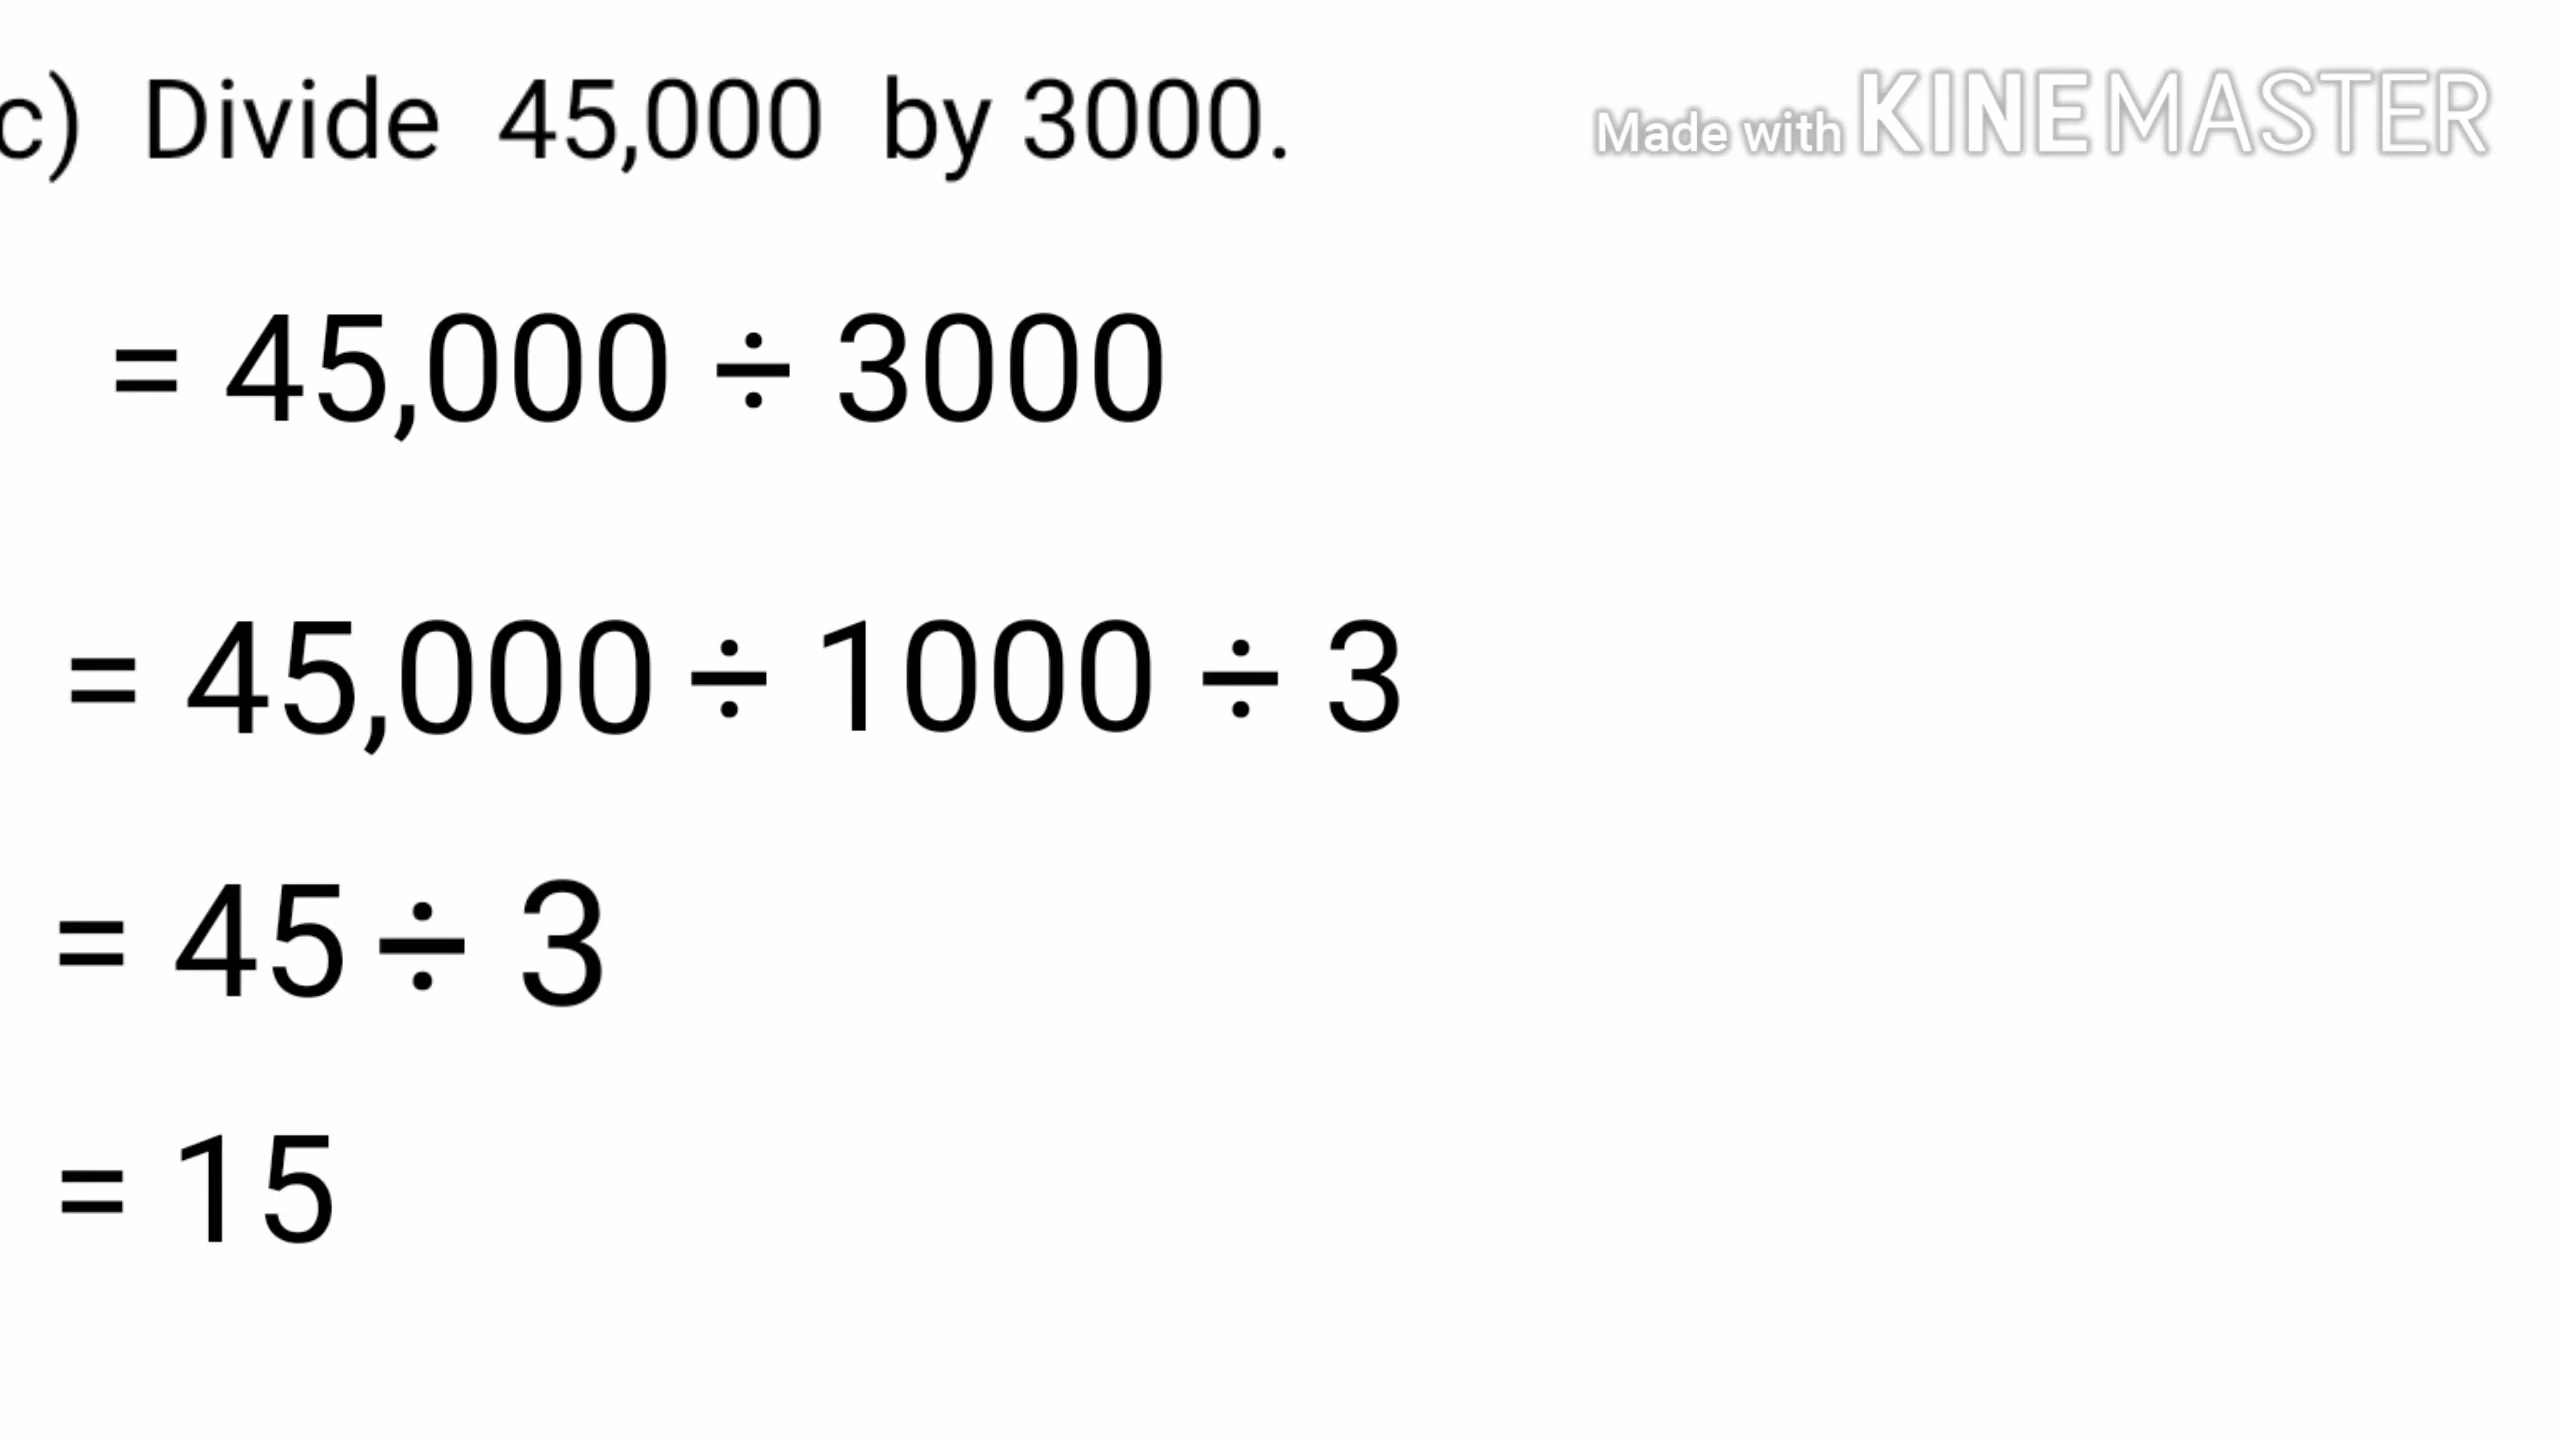 c) Divide 45,000 by 3000.
Made with KINEMASTER
= 45,000 ÷ 3000
= 45,000 ÷ 1000 ÷ 3
= 45 ÷ 3
= 15